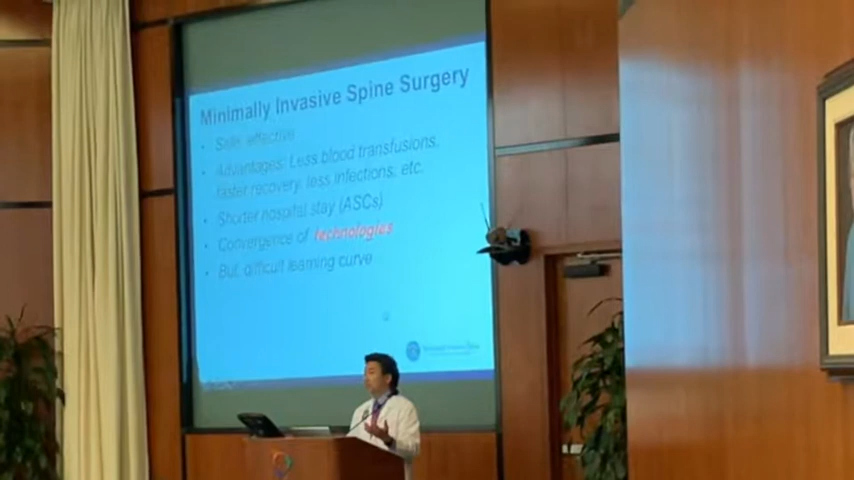 Minimally Invasive Spine Surgery
• Safe, effective
• Advantages: Less blood transfusions,
faster recovery, less infections, etc.
• Shorter hospital stay (ASCs)
• Convergence of technologies
• But, difficult learning curve